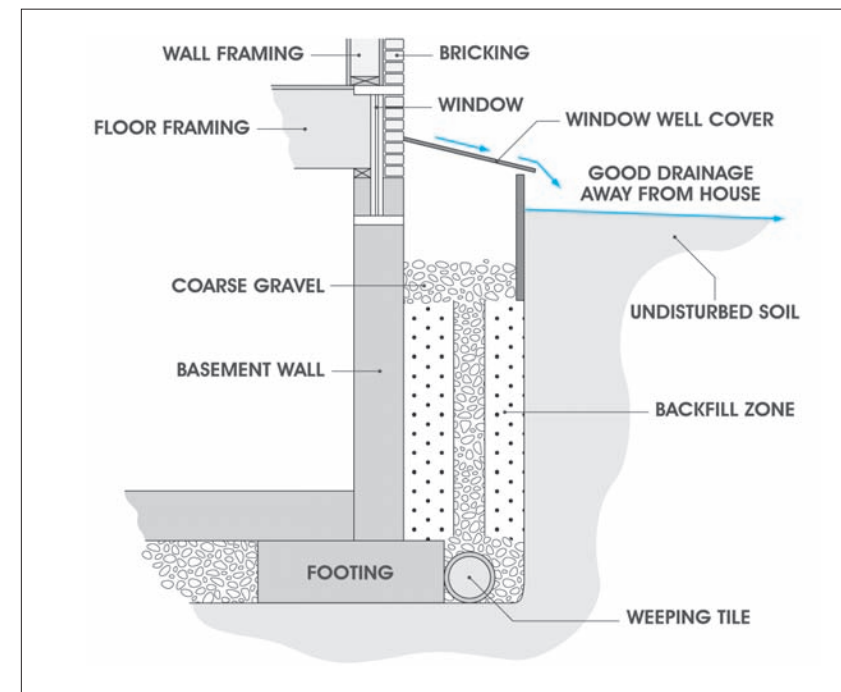 WALL FRAMING
BRICKING
WINDOW
FLOOR FRAMING
WINDOW WELL COVER
GOOD DRAINAGE
AWAY FROM HOUSE
COARSE GRAVEL
UNDISTURBED SOIL
BASEMENT WALL
BACKFILL ZONE
FOOTING
WEEPING TILE